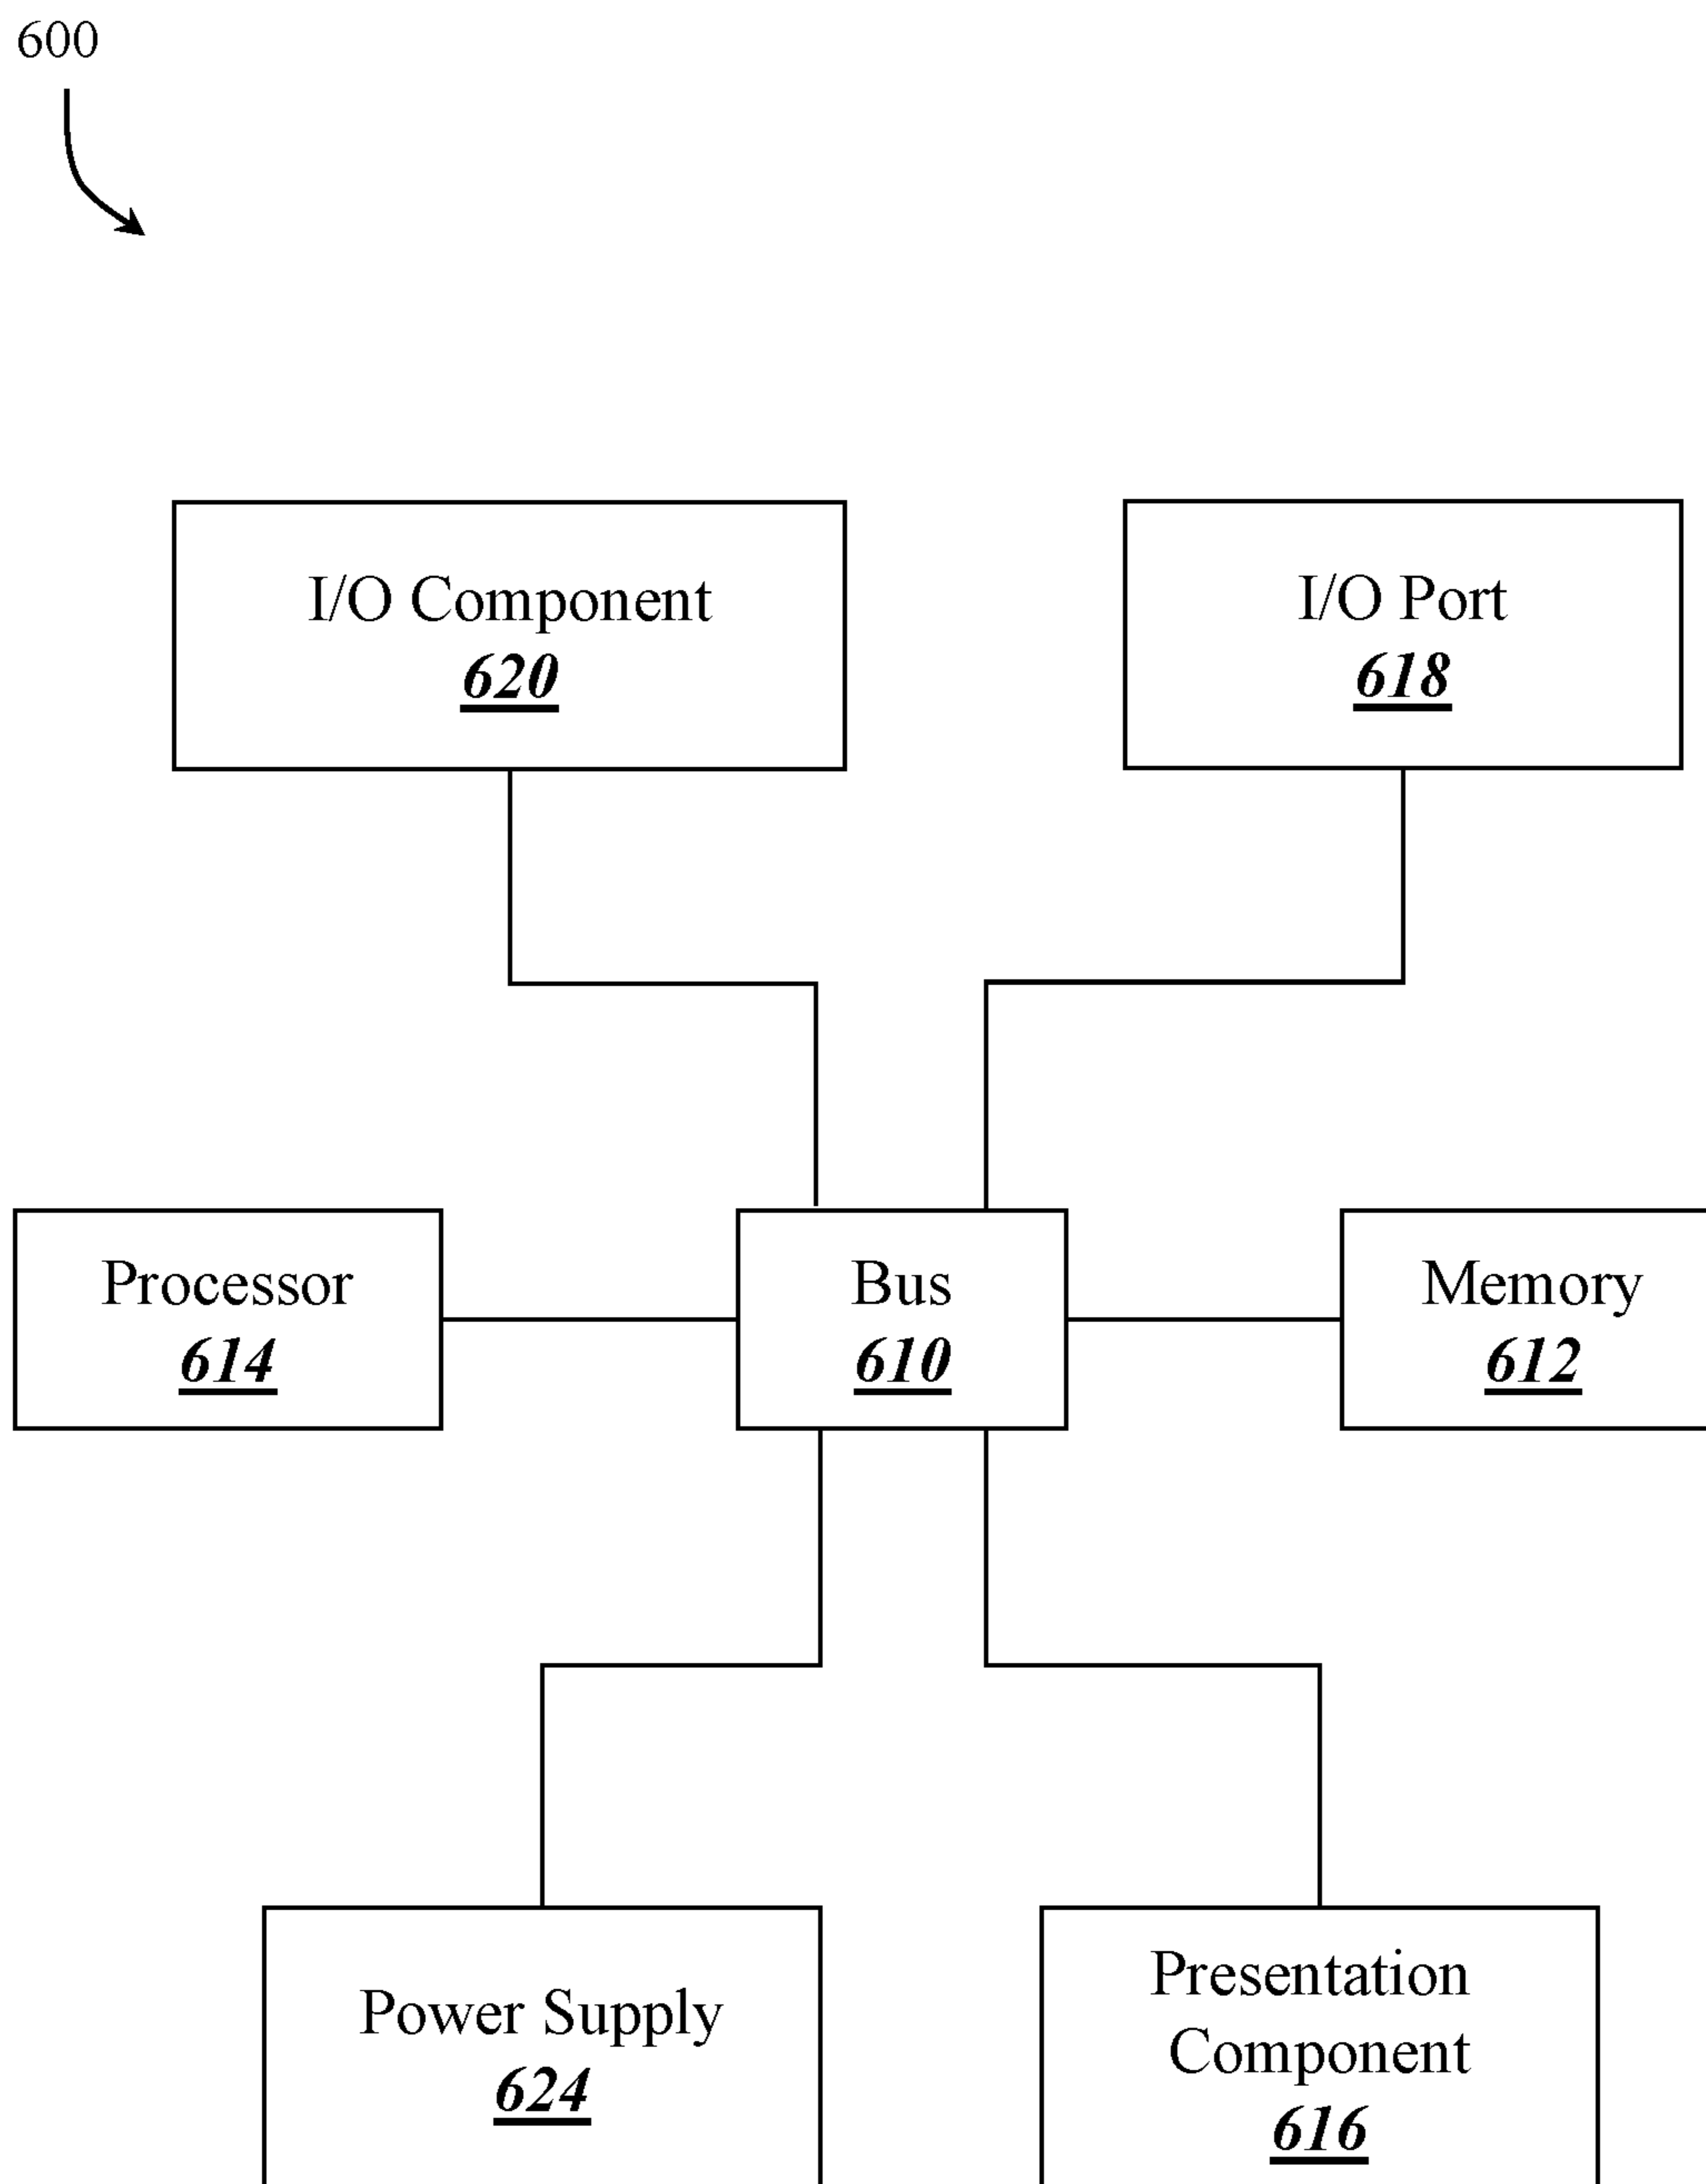 600
I/O Component
620
I/O Port
618
Processor
614
Bus
610
Memory
612
Power Supply
624
Presentation
Component
616